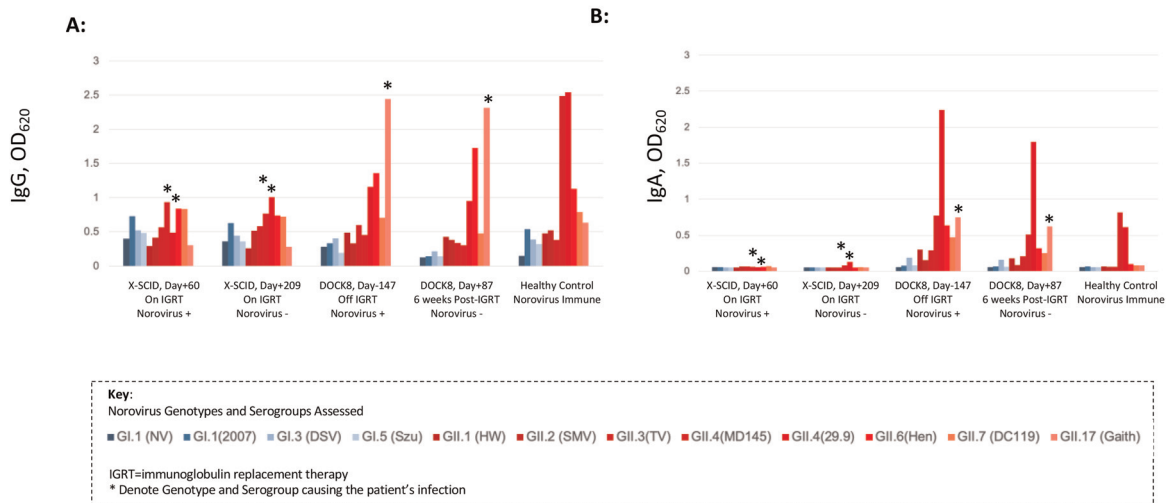 A:
B:
IgG, OD620
3
2.5
2
1.5
1
0.5
0
*
*
*
*
*
*
X-SCID, Day+60
On IGRT
Norovirus +
X-SCID, Day+209
On IGRT
Norovirus -
DOCK8, Day-147
Off IGRT
Norovirus +
DOCK8, Day+87
6 weeks Post-IGRT
Norovirus -
Healthy Control
Norovirus Immune
IgA, OD620
3
2.5
2
1.5
1
0.5
0
*
*
*
*
*
*
X-SCID, Day+60
On IGRT
Norovirus +
X-SCID, Day+209
On IGRT
Norovirus -
DOCK8, Day-147
Off IGRT
Norovirus +
DOCK8, Day+87
6 weeks Post-IGRT
Norovirus -
Healthy Control
Norovirus Immune
Key:
Norovirus Genotypes and Serogroups Assessed
GI.1 (NV) GI.1(2007) GI.3 (DSV) GI.5 (Szu) GII.1 (HW) GII.2 (SMV) GII.3(TV) GII.4(MD145) GII.4(29.9) GII.6(Hen) GII.7 (DC119) GII.17 (Gaith)
IGRT=immunoglobulin replacement therapy
* Denote Genotype and Serogroup causing the patient's infection